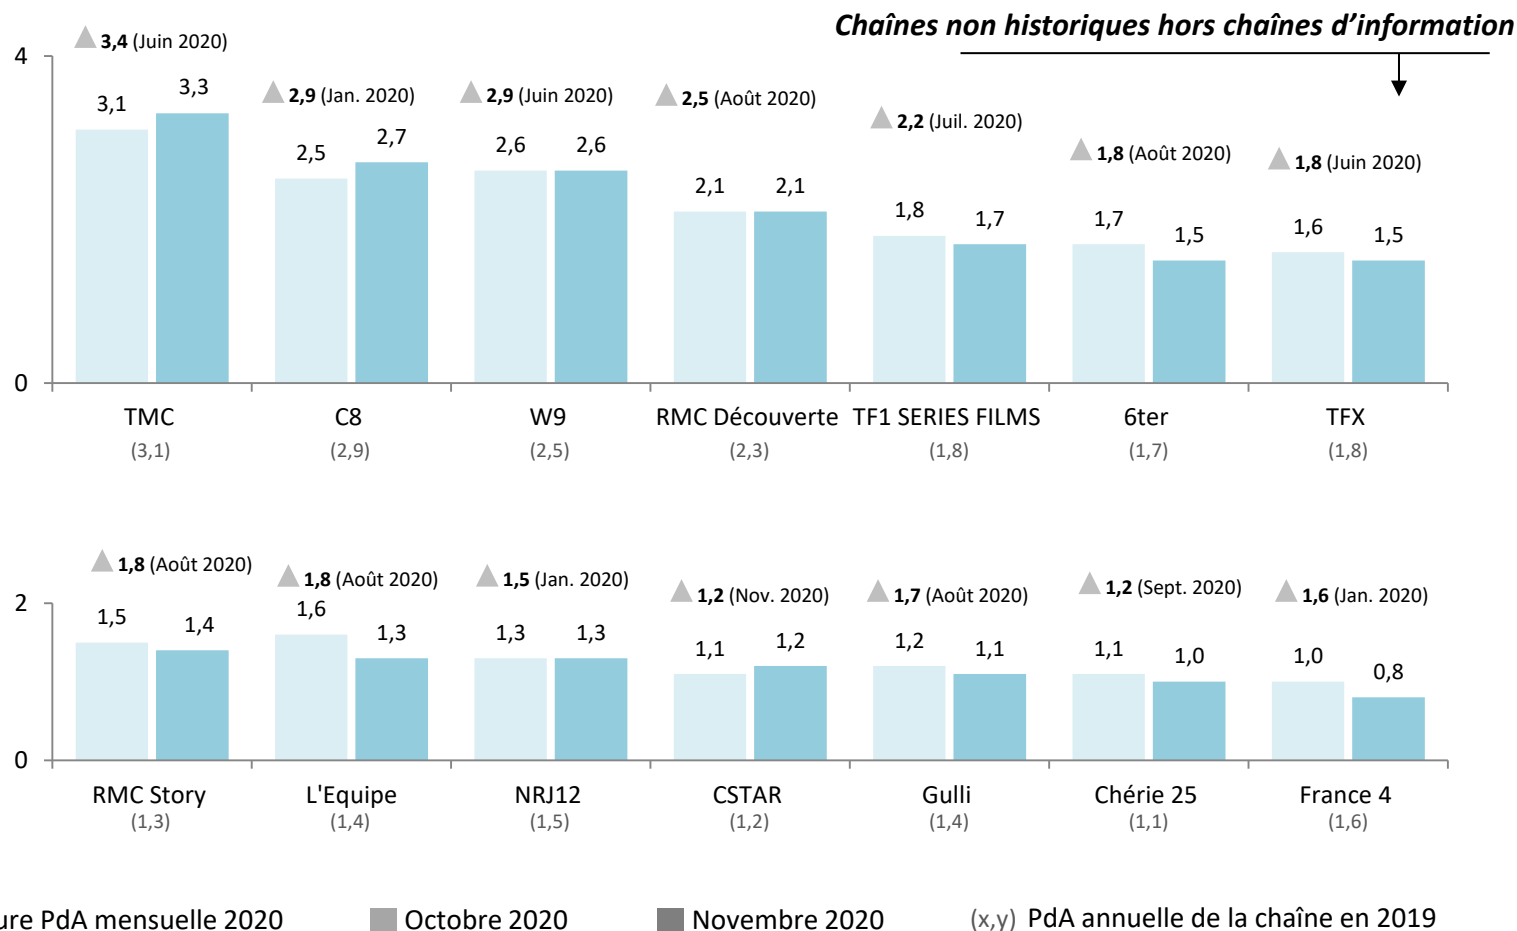 Chaînes non historiques hors chaînes d’information
3,4 (Juin 2020)
2,9 (Jan. 2020)
2,9 (Juin 2020)
2,5 (Août 2020)
2,2 (Juil. 2020)
1,8 (Août 2020)
1,8 (Juin 2020)
4
3,1 3,3 2,5 2,7 2,6 2,6 2,1 2,1 1,8 1,7 1,7 1,5 1,6 1,5
0
TMC C8 W9 RMC Découverte TF1 SERIES FILMS 6ter TFX
(3,1) (2,9) (2,5) (2,3) (1,8) (1,7) (1,8)
1,8 (Août 2020)
1,8 (Août 2020)
1,5 (Jan. 2020)
1,2 (Nov. 2020)
1,7 (Août 2020)
1,2 (Sept. 2020)
1,6 (Jan. 2020)
2
1,5 1,4 1,6 1,3 1,3 1,3 1,1 1,2 1,2 1,1 1,1 1,0 1,0 0,8
0
RMC Story L'Equipe NRJ12 CSTAR Gulli Chérie 25 France 4
(1,3) (1,4) (1,5) (1,2) (1,4) (1,1) (1,6)
ure PdA mensuelle 2020 Octobre 2020 Novembre 2020 (x,y) PdA annuelle de la chaîne en 2019